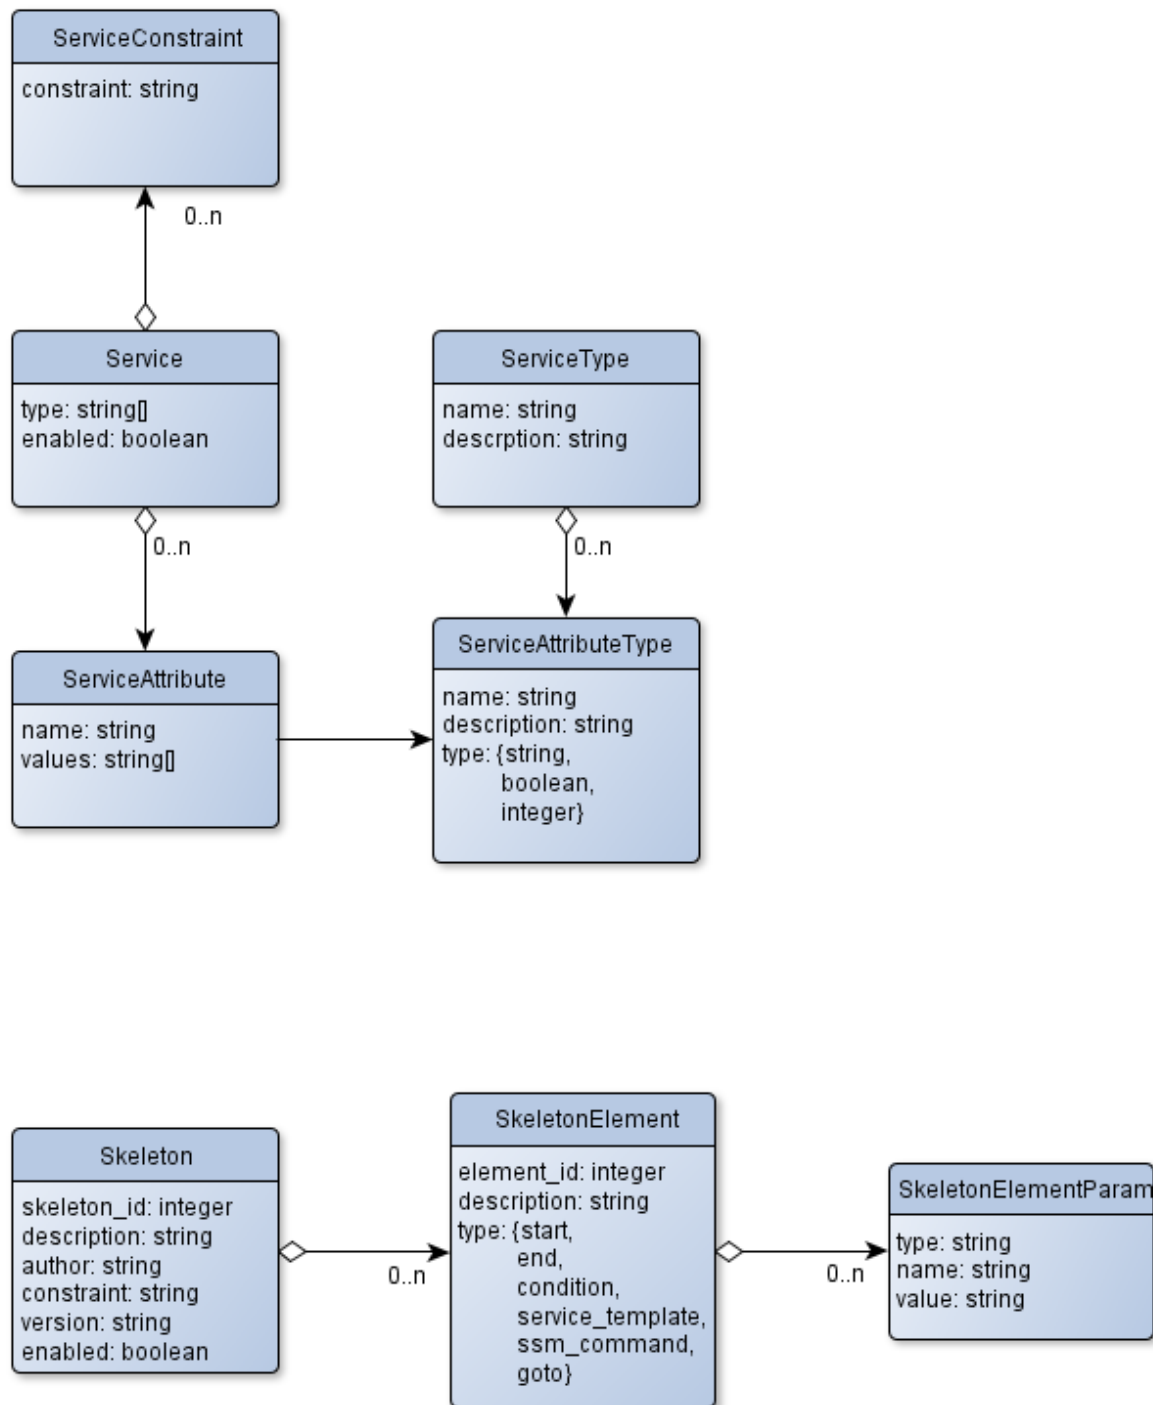 ServiceConstraint
constraint: string
0..n
Service
type: string[]
enabled: boolean
0..n
ServiceType
name: string
descrption: string
0..n
ServiceAttribute
name: string
values: string[]
ServiceAttributeType
name: string
description: string
type: {string,
boolean,
integer}
Skeleton
skeleton_id: integer
description: string
author: string
constraint: string
version: string
enabled: boolean
0..n
SkeletonElement
element_id: integer
description: string
type: {start,
end,
condition,
service_template,
ssm_command,
goto}
0..n
SkeletonElementParam
type: string
name: string
value: string